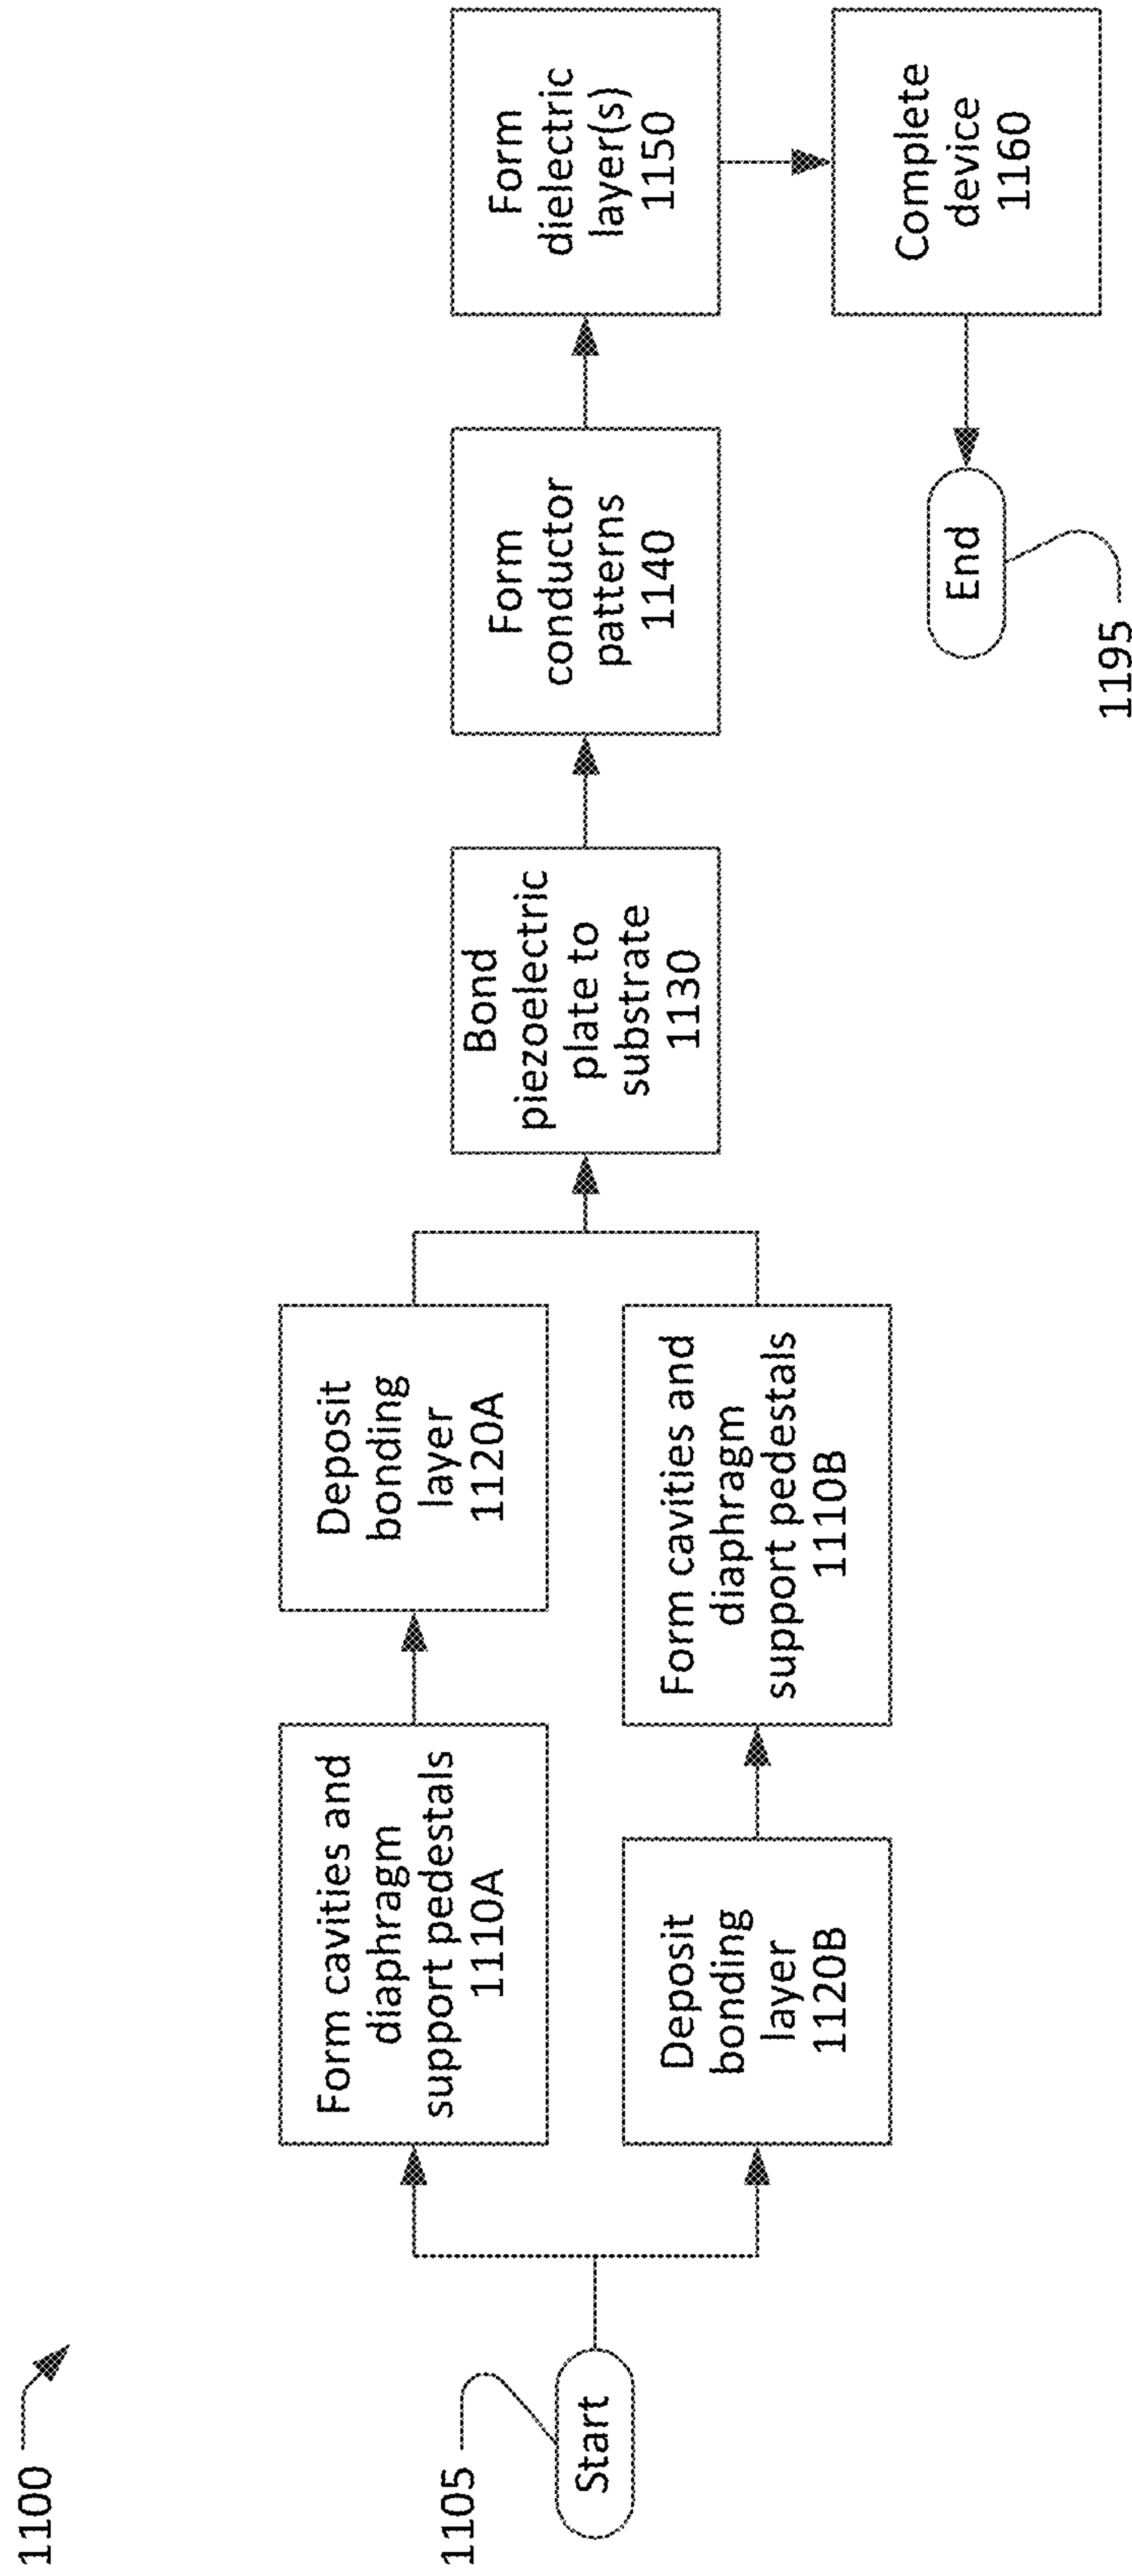 1100
1105
Start
Form cavities and
diaphragm
support pedestals
1110A
Deposit
bonding
layer
1120A
Deposit
bonding
layer
1120B
Form cavities and
diaphragm
support pedestals
1110B
Bond
piezoelectric
plate to
substrate
1130
Form
conductor
patterns
1140
Form
dielectric
layer(s)
1150
Complete
device
1160
End
1195